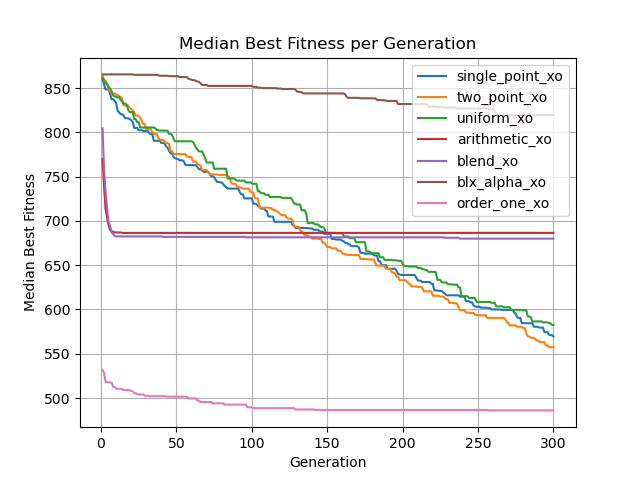 Median Best Fitness per Generation
single_point_xo
two_point_xo
uniform_xo
arithmetic_xo
blend_xo
blx_alpha_xo
order_one_xo
Median Best Fitness
850
800
750
700
650
600
550
500
0 50 100 150 200 250 300
Generation